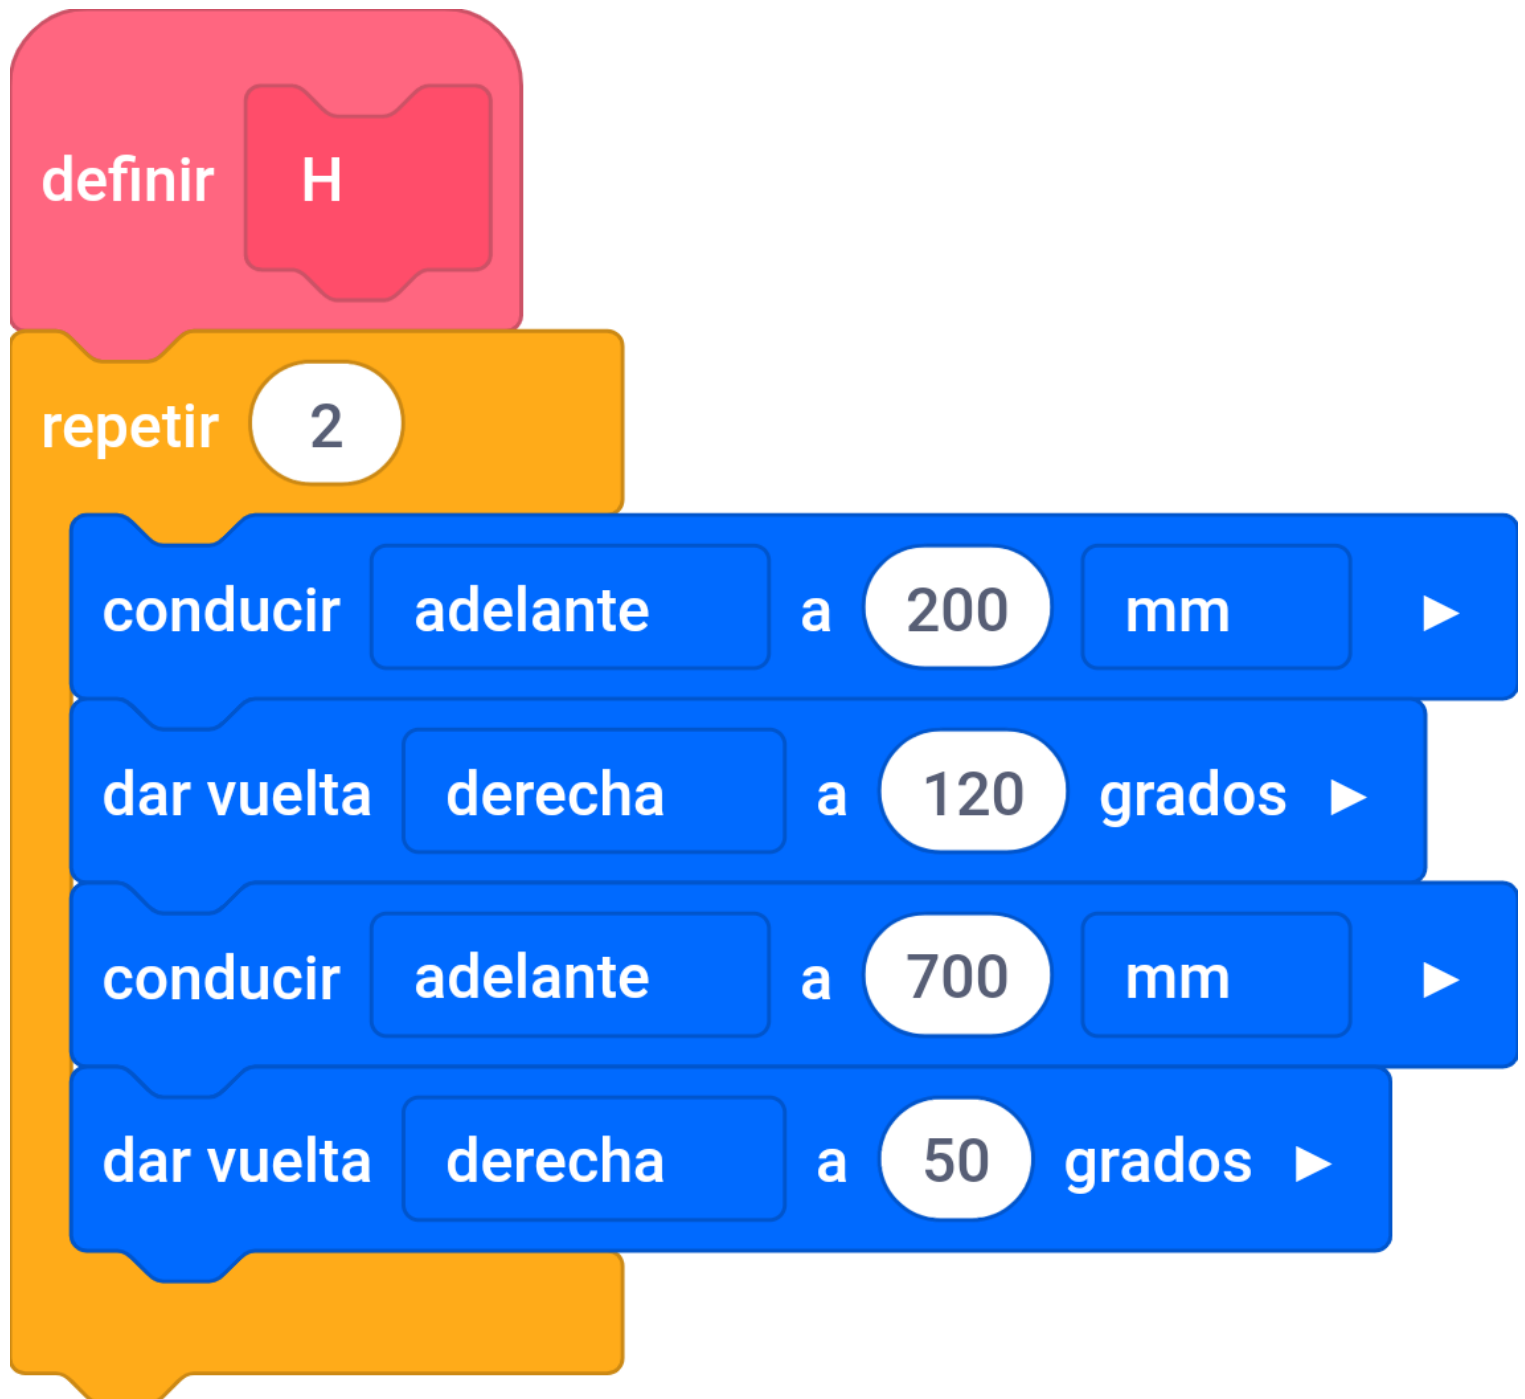 definir H
repetir 2
conducir adelante a 200 mm ▶
dar vuelta derecha a 120 grados ▶
conducir adelante a 700 mm ▶
dar vuelta derecha a 50 grados ▶